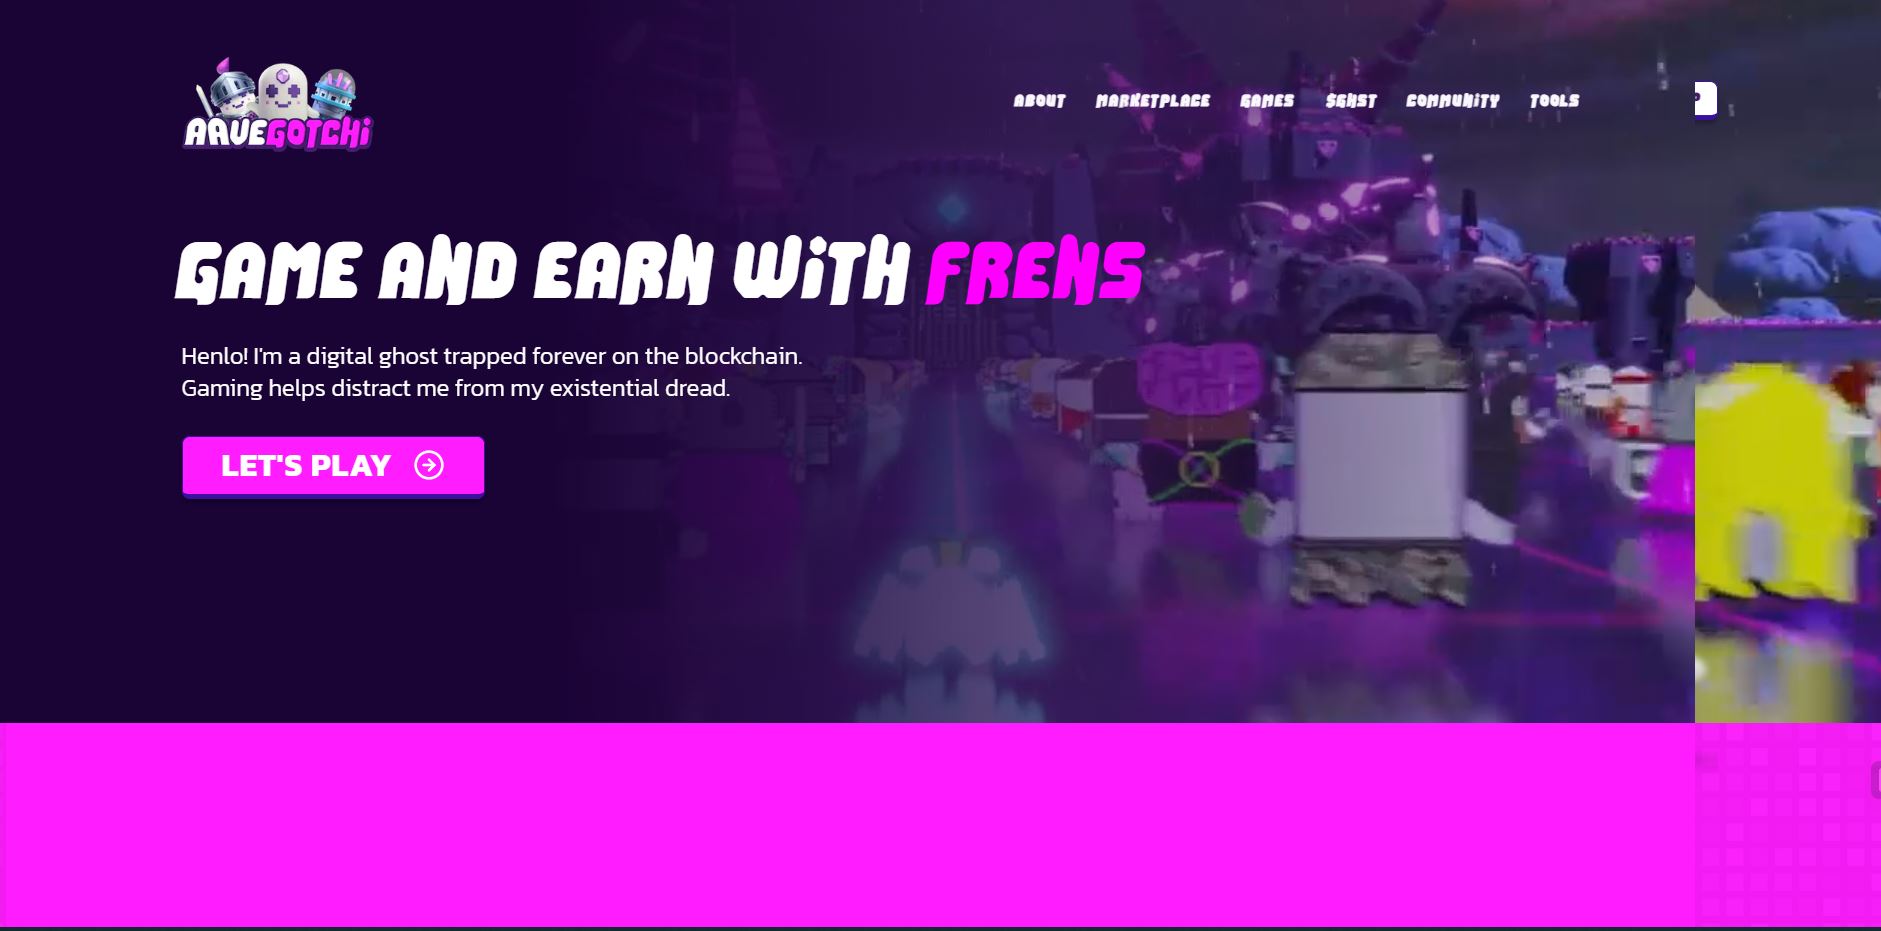 AAVEGOTCHi
ABOUT
MARKETPLACE
GAMES
$GHST
COMMUNiTY
TOOLS
GAME AND EARN WiTH FRENS
Henlo! I'm a digital ghost trapped forever on the blockchain.
Gaming helps distract me from my existential dread.
LET'S PLAY